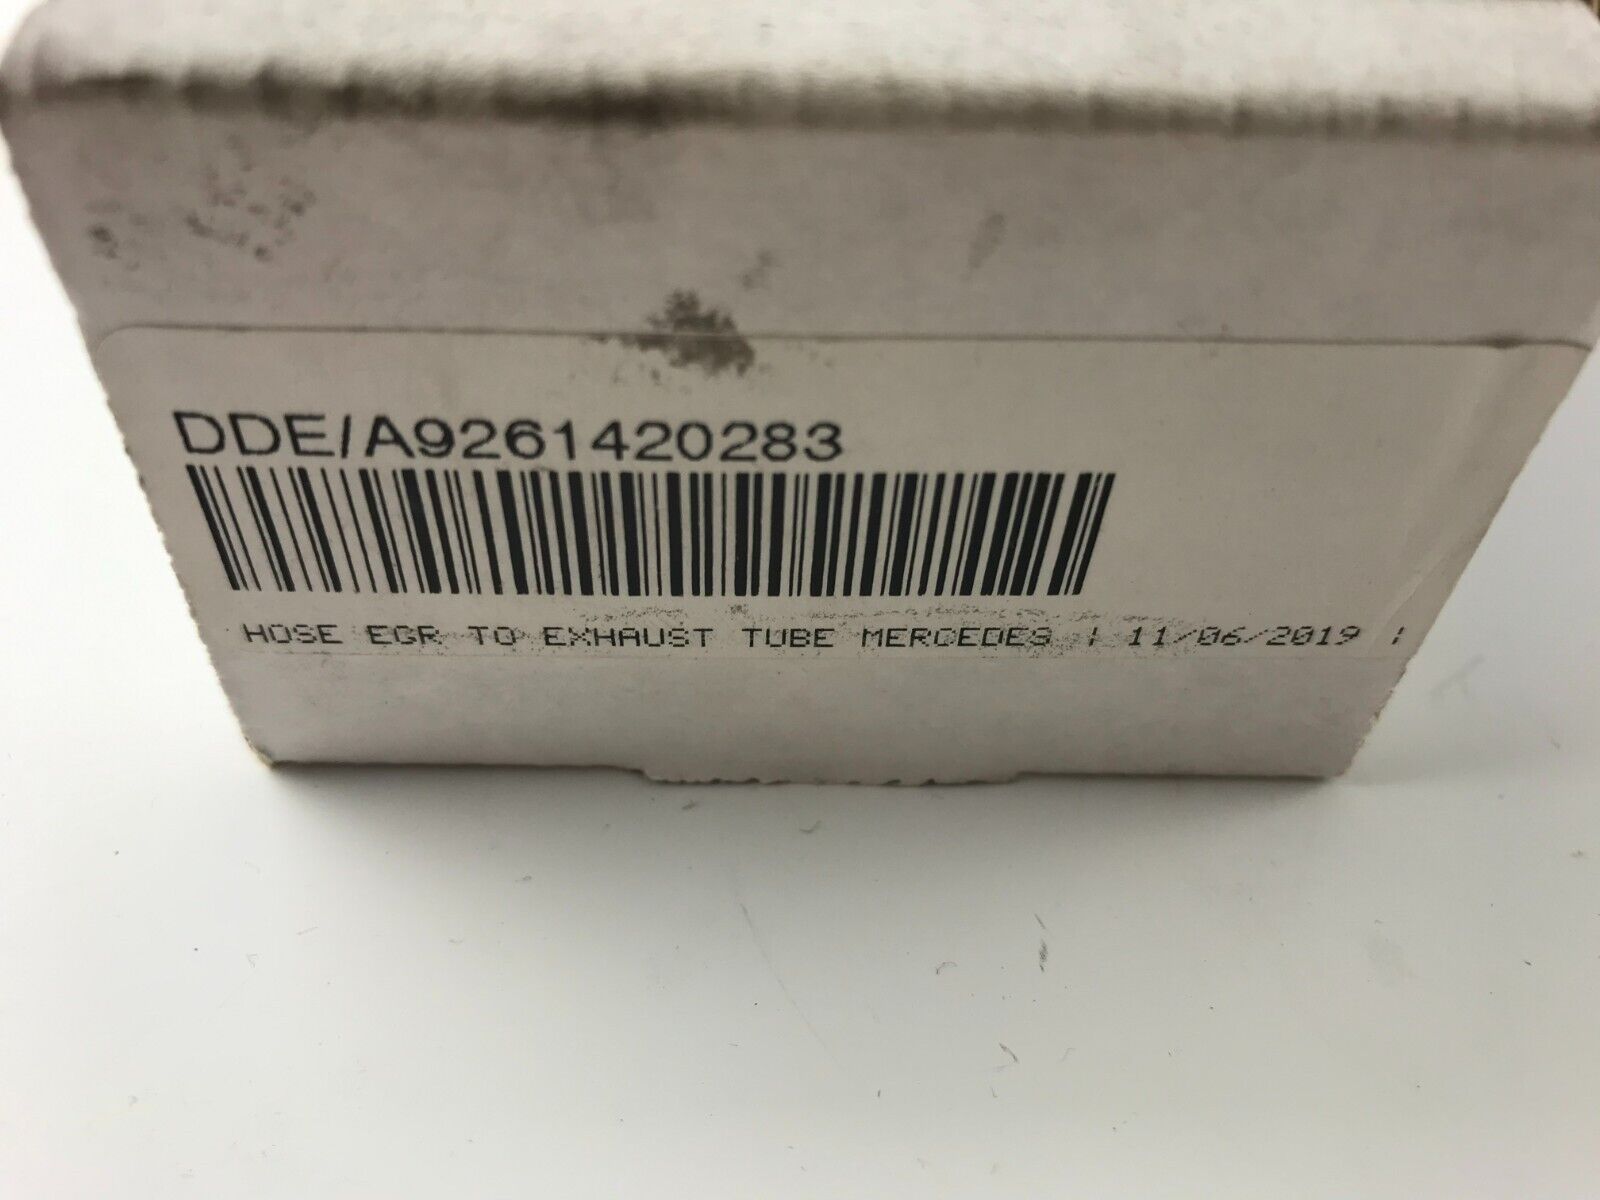 DDE/A9261420283
HOSE EGR TO EXHAUST TUBE MERCEDES | 11/06/2019 |